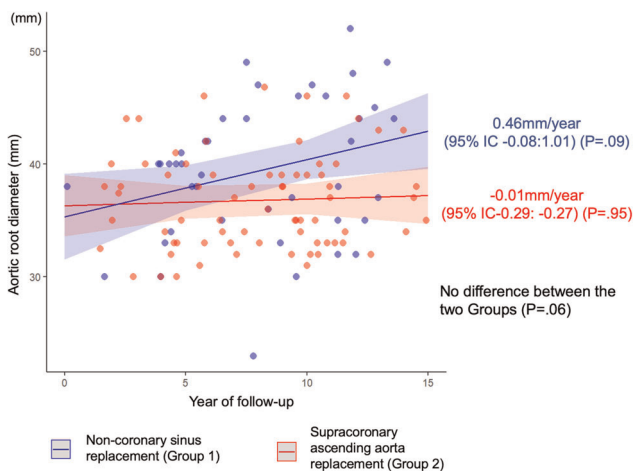 (mm)
50
40
30
Aortic root diameter (mm)
0
5
10
15
Year of follow-up
0.46mm/year
(95% IC -0.08:1.01) (P=.09)
-0.01mm/year
(95% IC-0.29: -0.27) (P=.95)
No difference between the
two Groups (P=.06)
Non-coronary sinus
replacement (Group 1)
Supracoronary
ascending aorta
replacement (Group 2)